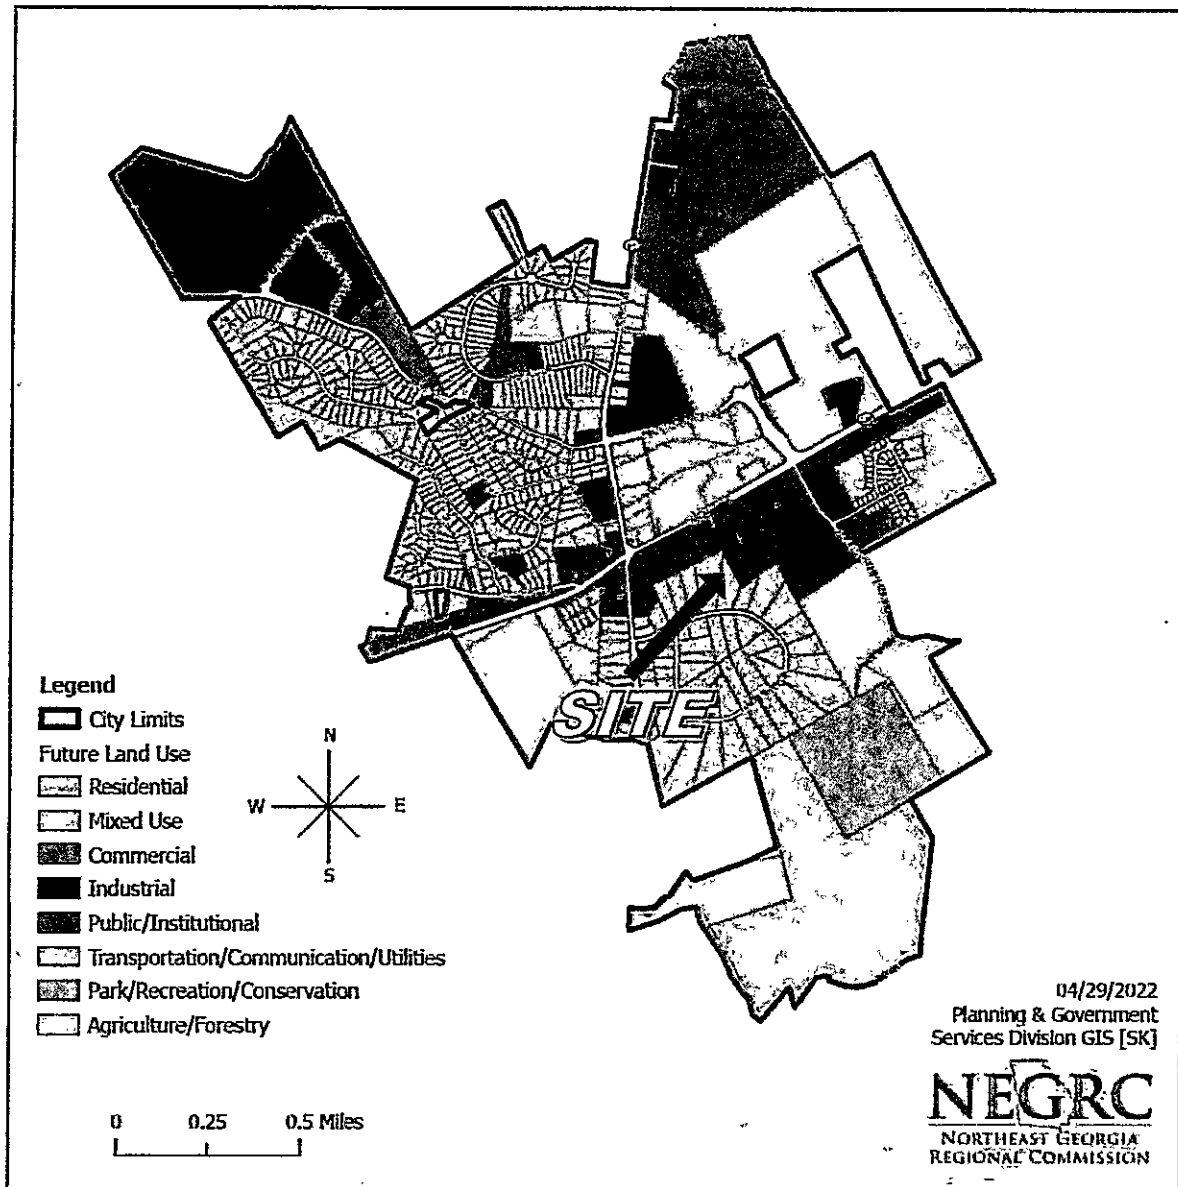 SITE
Legend
City Limits
Future Land Use
Residential
Mixed Use
Commercial
Industrial
Public/Institutional
Transportation/Communication/Utilities
Park/Recreation/Conservation
Agriculture/Forestry
N
W E
S
0 0.25 0.5 Miles
04/29/2022
Planning & Government
Services Division GIS [SK]
NEGRC
NORTHEAST GEORGIA
REGIONAL COMMISSION